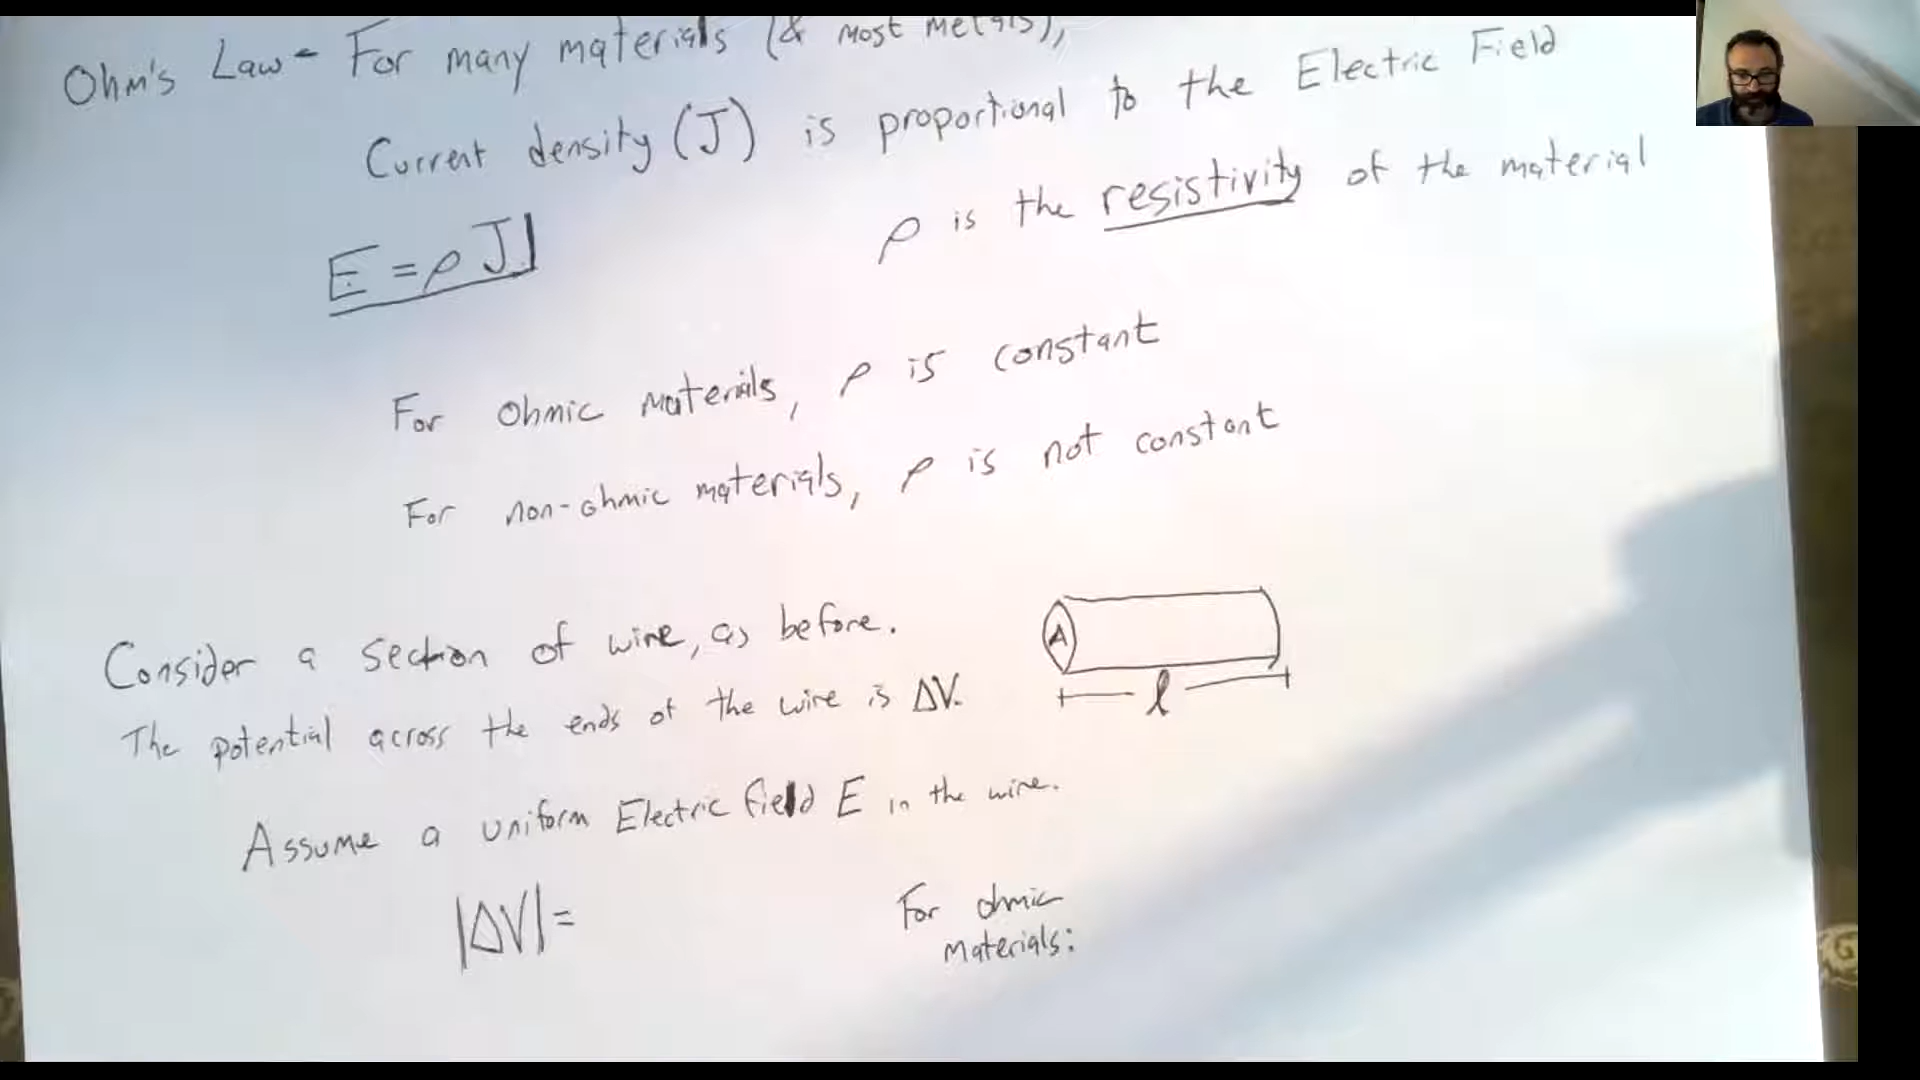 Ohm's Law - For many materials (& most metals),
Current density (J) is proportional to the Electric Field
E = ρ J
ρ is the resistivity of the material
For Ohmic materials, ρ is constant
For non-ohmic materials, ρ is not constant
Consider a section of wire, as before.
A
The potential across the ends of the wire is ΔV.
l
Assume a uniform Electric field E in the wire.
|ΔV| =
For ohmic
materials: